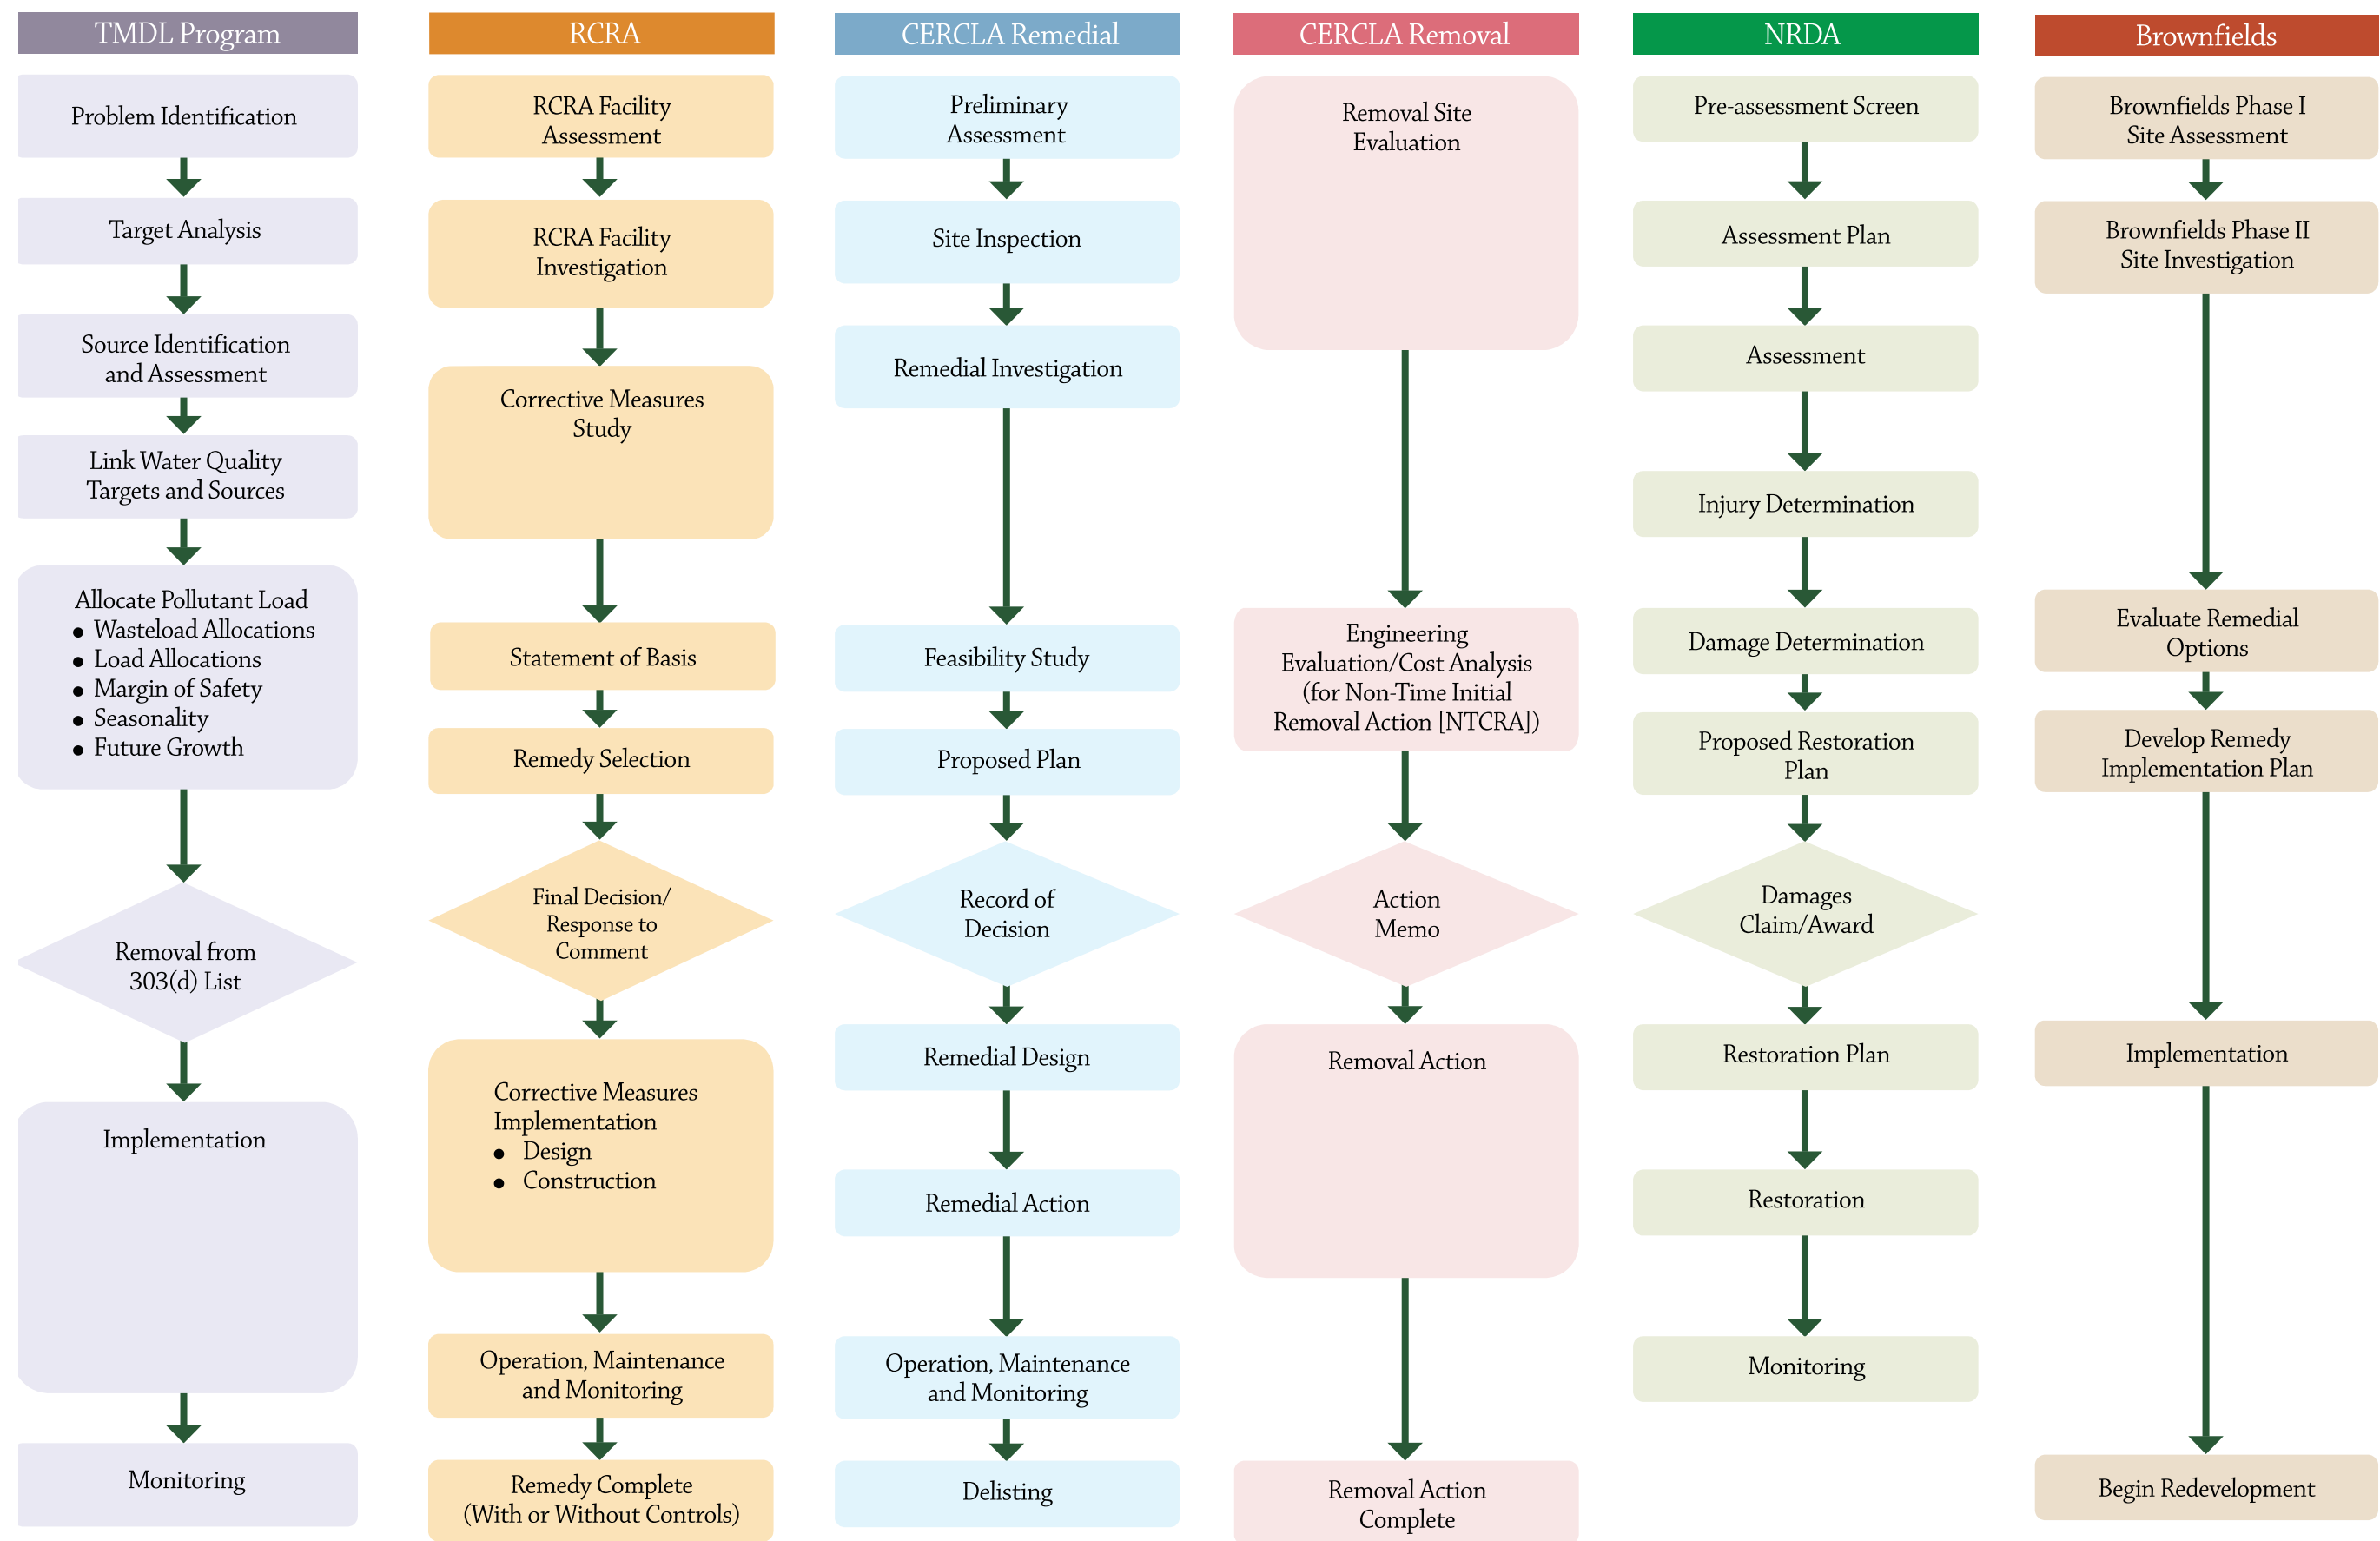 TMDL Program
Problem Identification
Target Analysis
Source Identification
and Assessment
Link Water Quality
Targets and Sources
Allocate Pollutant Load
● Wasteload Allocations
● Load Allocations
● Margin of Safety
● Seasonality
● Future Growth
Removal from
303(d) List
Implementation
Monitoring
RCRA
RCRA Facility
Assessment
RCRA Facility
Investigation
Corrective Measures
Study
Statement of Basis
Remedy Selection
Final Decision/
Response to
Comment
Corrective Measures
Implementation
● Design
● Construction
Operation, Maintenance
and Monitoring
Remedy Complete
(With or Without Controls)
CERCLA Remedial
Preliminary
Assessment
Site Inspection
Remedial Investigation
Feasibility Study
Proposed Plan
Record of
Decision
Remedial Design
Remedial Action
Operation, Maintenance
and Monitoring
Delisting
CERCLA Removal
Removal Site
Evaluation
Engineering
Evaluation/Cost Analysis
(for Non-Time Initial
Removal Action [NTCRA])
Action
Memo
Removal Action
Removal Action
Complete
NRDA
Pre-assessment Screen
Assessment Plan
Assessment
Injury Determination
Damage Determination
Proposed Restoration
Plan
Damages
Claim/Award
Restoration Plan
Restoration
Monitoring
Brownfields
Brownfields Phase I
Site Assessment
Brownfields Phase II
Site Investigation
Evaluate Remedial
Options
Develop Remedy
Implementation Plan
Implementation
Begin Redevelopment